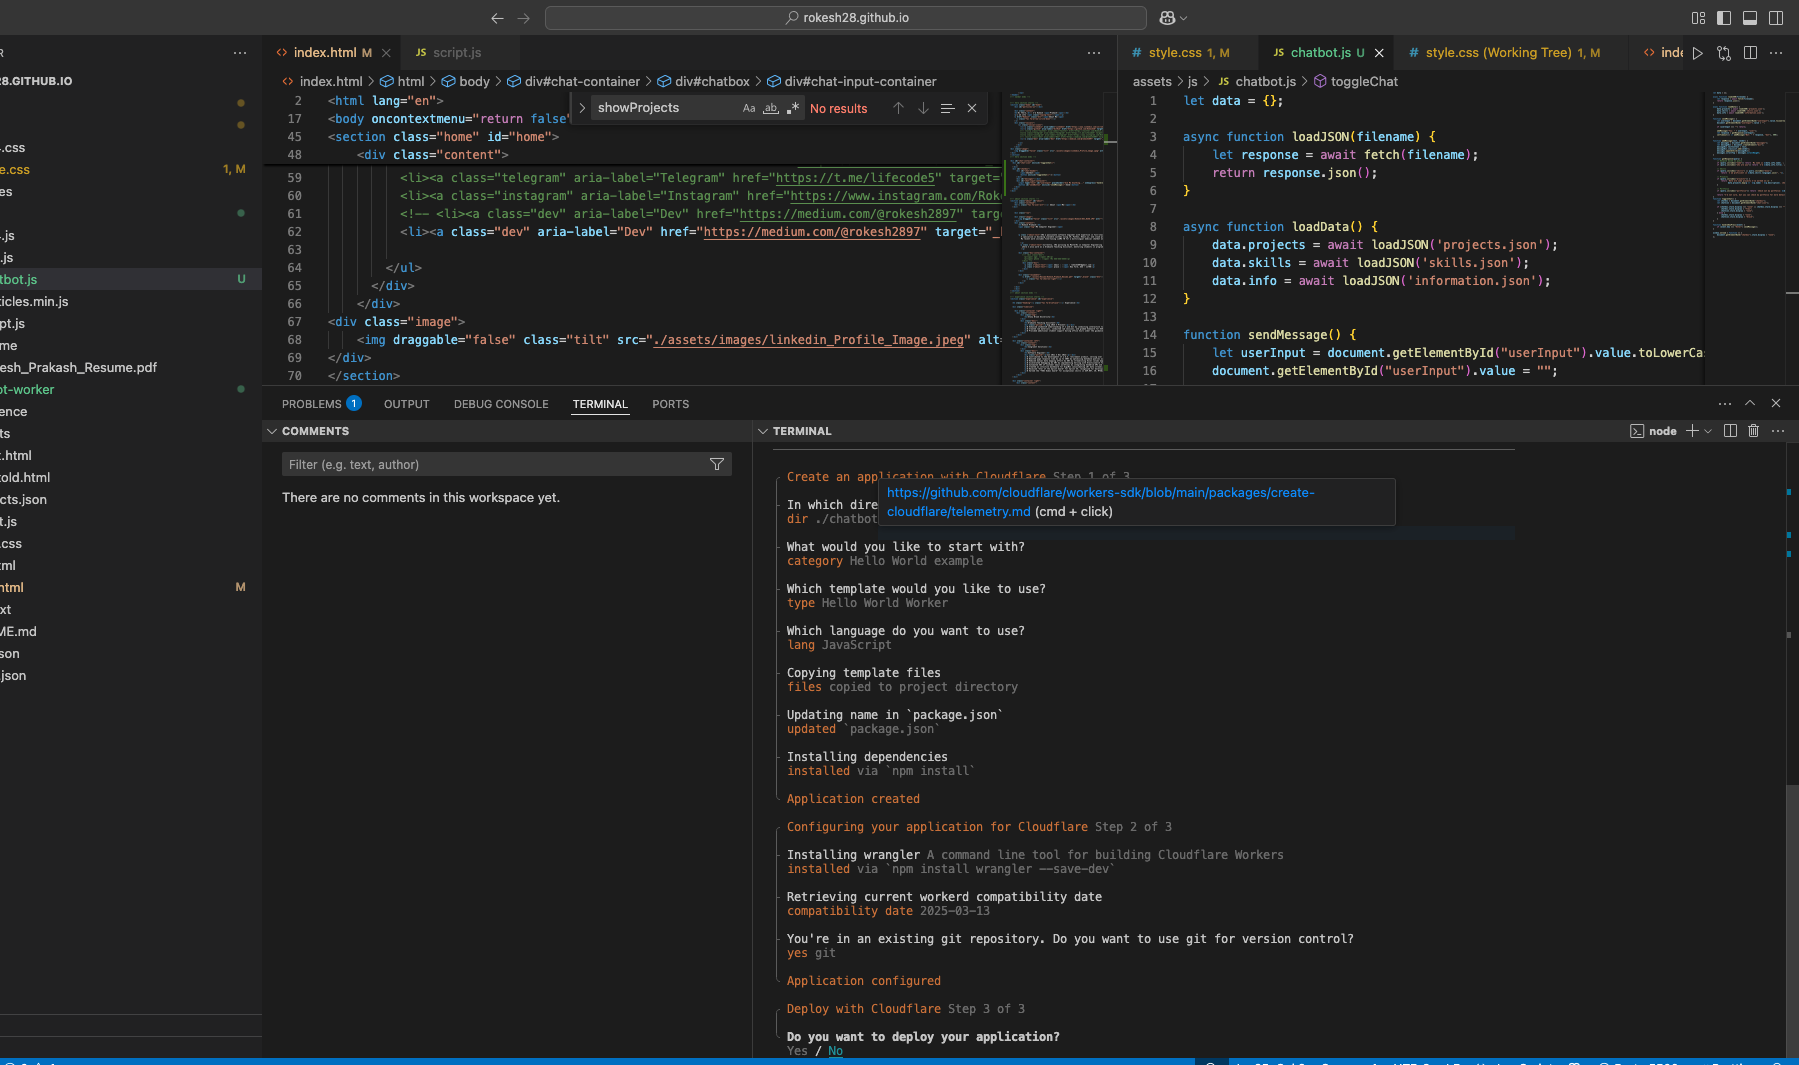 rokesh28.github.io
R
28.GITHUB.IO
.css
e.css 1, M
es
.js
.js
tbot.js U
ticles.min.js
pt.js
me
esh_Prakash_Resume.pdf
ot-worker
ence
ts
.html
told.html
cts.json
t.js
.css
ml
html M
xt
ME.md
son
.json
index.html M
JS script.js
index.html > html > body > div#chat-container > div#chatbox > div#chat-input-container
showProjects Aa ab .* No results
2 <html lang="en">
17 <body oncontextmenu="return false"
45 <section class="home" id="home">
48 <div class="content">
59 <li><a class="telegram" aria-label="Telegram" href="https://t.me/lifecode5" target="
60 <li><a class="instagram" aria-label="Instagram" href="https://www.instagram.com/Rok
61 <!-- <li><a class="dev" aria-label="Dev" href="https://medium.com/@rokesh2897" targ
62 <li><a class="dev" aria-label="Dev" href="https://medium.com/@rokesh2897" target="_
63
64 </ul>
65 </div>
66 </div>
67 <div class="image">
68 <img draggable="false" class="tilt" src="./assets/images/linkedin_Profile_Image.jpeg" alt=
69 </div>
70 </section>
# style.css 1, M
JS chatbot.js U
# style.css (Working Tree) 1, M
inde
assets > js > JS chatbot.js > toggleChat
1 let data = {};
2
3 async function loadJSON(filename) {
4 let response = await fetch(filename);
5 return response.json();
6 }
7
8 async function loadData() {
9 data.projects = await loadJSON('projects.json');
10 data.skills = await loadJSON('skills.json');
11 data.info = await loadJSON('information.json');
12 }
13
14 function sendMessage() {
15 let userInput = document.getElementById("userInput").value.toLowerCa
16 document.getElementById("userInput").value = "";
PROBLEMS 1 OUTPUT DEBUG CONSOLE TERMINAL PORTS
COMMENTS
Filter (e.g. text, author)
There are no comments in this workspace yet.
TERMINAL
node
Create an application with Cloudflare Step 1 of 3
https://github.com/cloudflare/workers-sdk/blob/main/packages/create-
cloudflare/telemetry.md (cmd + click)
In which dire
dir ./chatbot
What would you like to start with?
category Hello World example
Which template would you like to use?
type Hello World Worker
Which language do you want to use?
lang JavaScript
Copying template files
files copied to project directory
Updating name in `package.json`
updated `package.json`
Installing dependencies
installed via `npm install`
Application created
Configuring your application for Cloudflare Step 2 of 3
Installing wrangler A command line tool for building Cloudflare Workers
installed via `npm install wrangler --save-dev`
Retrieving current workerd compatibility date
compatibility date 2025-03-13
You're in an existing git repository. Do you want to use git for version control?
yes git
Application configured
Deploy with Cloudflare Step 3 of 3
Do you want to deploy your application?
Yes / No